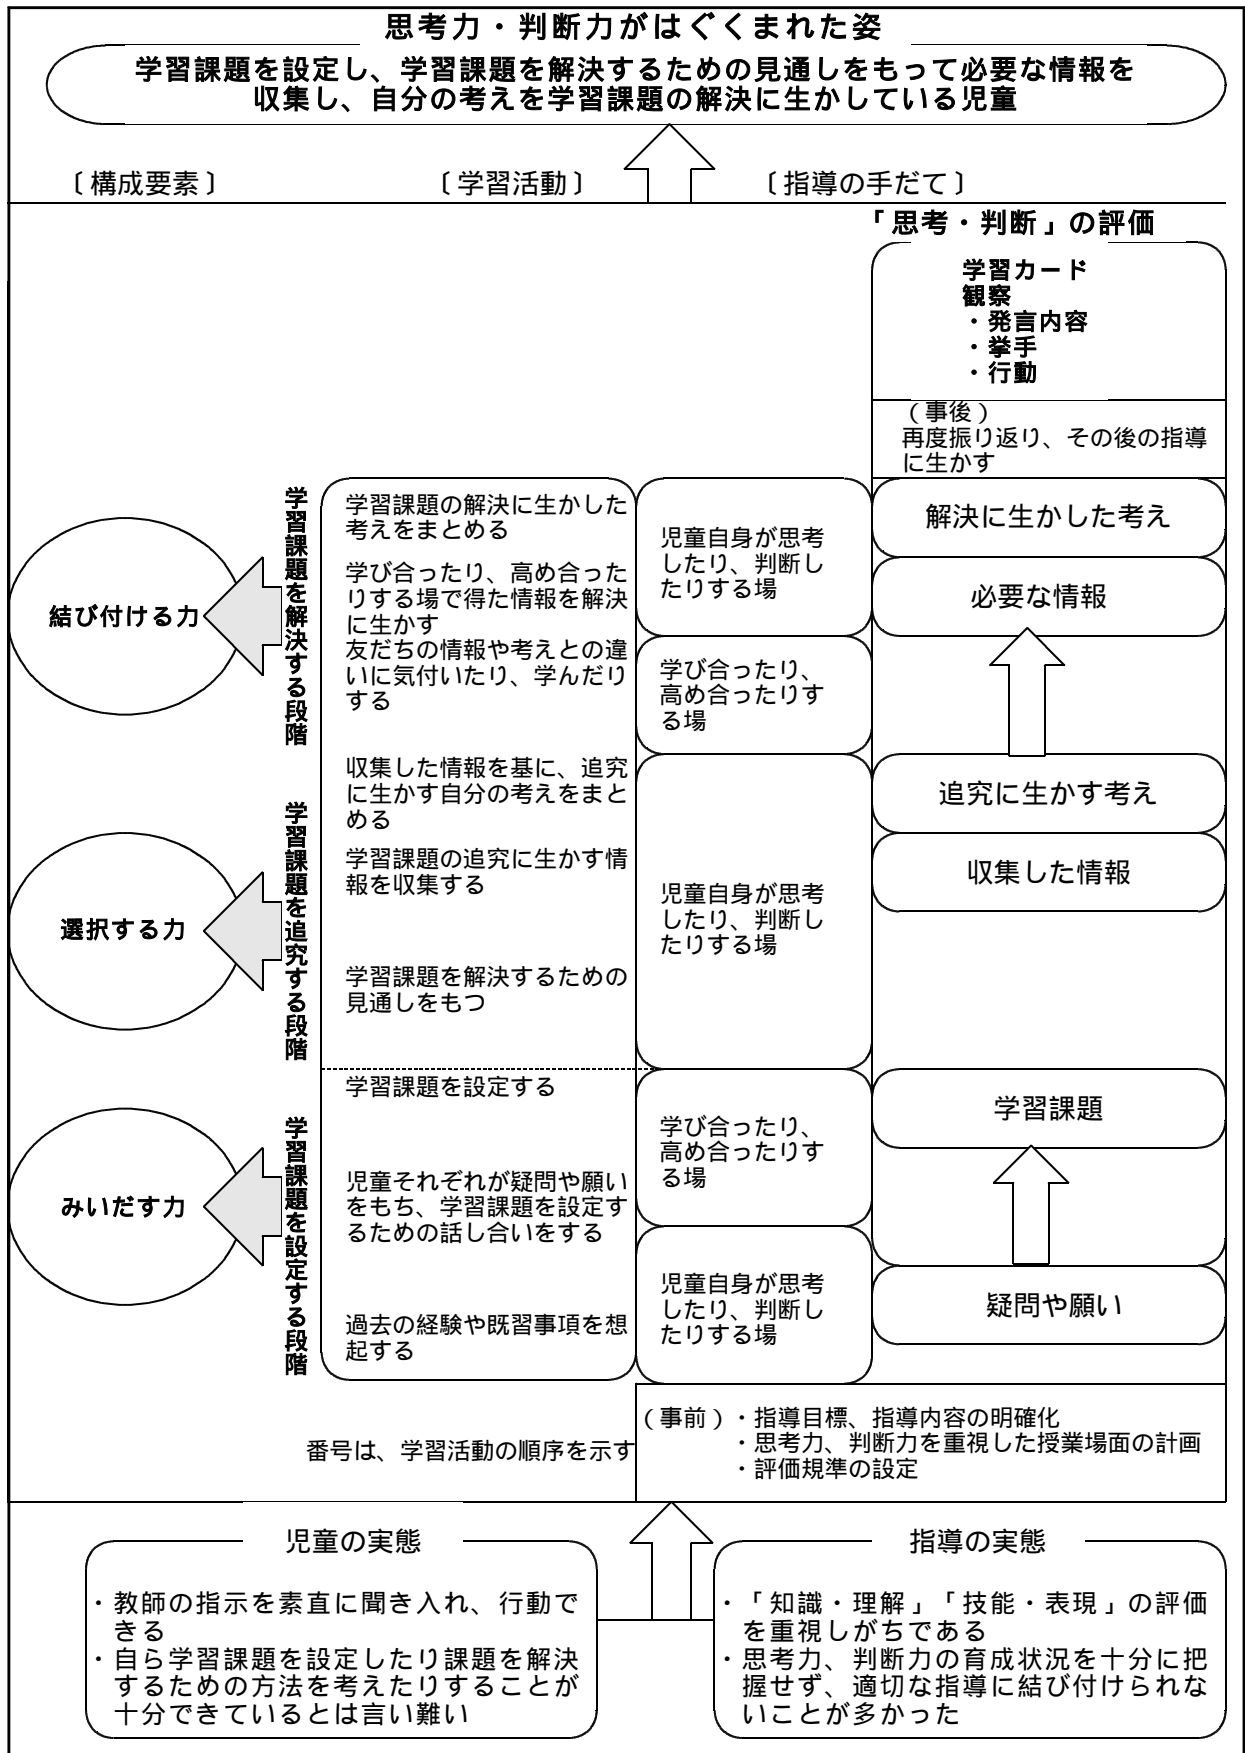 思考力・判断力がはぐくまれた姿
学習課題を設定し、学習課題を解決するための見通しをもって必要な情報を
収集し、自分の考えを学習課題の解決に生かしている児童
〔構成要素〕
〔学習活動〕
〔指導の手だて〕
「思考・判断」の評価
学習カード
観察
・発言内容
・挙手
・行動
（事後）
再度振り返り、その後の指導
に生かす
結び付ける力
学習課題を解決する段階
学習課題の解決に生かした
考えをまとめる
学び合ったり、高め合った
りする場で得た情報を解決
に生かす
友だちの情報や考えとの違
いに気付いたり、学んだり
する
児童自身が思考
したり、判断し
たりする場
学び合ったり、
高め合ったりす
る場
解決に生かした考え
必要な情報
選択する力
学習課題を追究する段階
収集した情報を基に、追究
に生かす自分の考えをまと
める
学習課題の追究に生かす情
報を収集する
学習課題を解決するための
見通しをもつ
児童自身が思考
したり、判断し
たりする場
追究に生かす考え
収集した情報
みいだす力
学習課題を設定する段階
学習課題を設定する
児童それぞれが疑問や願い
をもち、学習課題を設定す
るための話し合いをする
過去の経験や既習事項を想
起する
学び合ったり、
高め合ったりす
る場
児童自身が思考
したり、判断し
たりする場
学習課題
疑問や願い
番号は、学習活動の順序を示す
（事前）・指導目標、指導内容の明確化
・思考力、判断力を重視した授業場面の計画
・評価規準の設定
児童の実態
・教師の指示を素直に聞き入れ、行動で
きる
・自ら学習課題を設定したり課題を解決
するための方法を考えたりすることが
十分できているとは言い難い
指導の実態
・「知識・理解」「技能・表現」の評価
を重視しがちである
・思考力、判断力の育成状況を十分に把
握せず、適切な指導に結び付けられな
いことが多かった